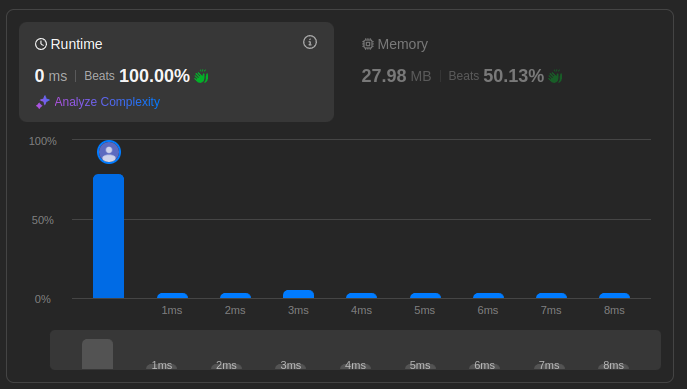 Runtime
0 ms | Beats 100.00%
Analyze Complexity
Memory
27.98 MB | Beats 50.13%
100%
50%
0%
1ms 2ms 3ms 4ms 5ms 6ms 7ms 8ms
1ms 2ms 3ms 4ms 5ms 6ms 7ms 8ms